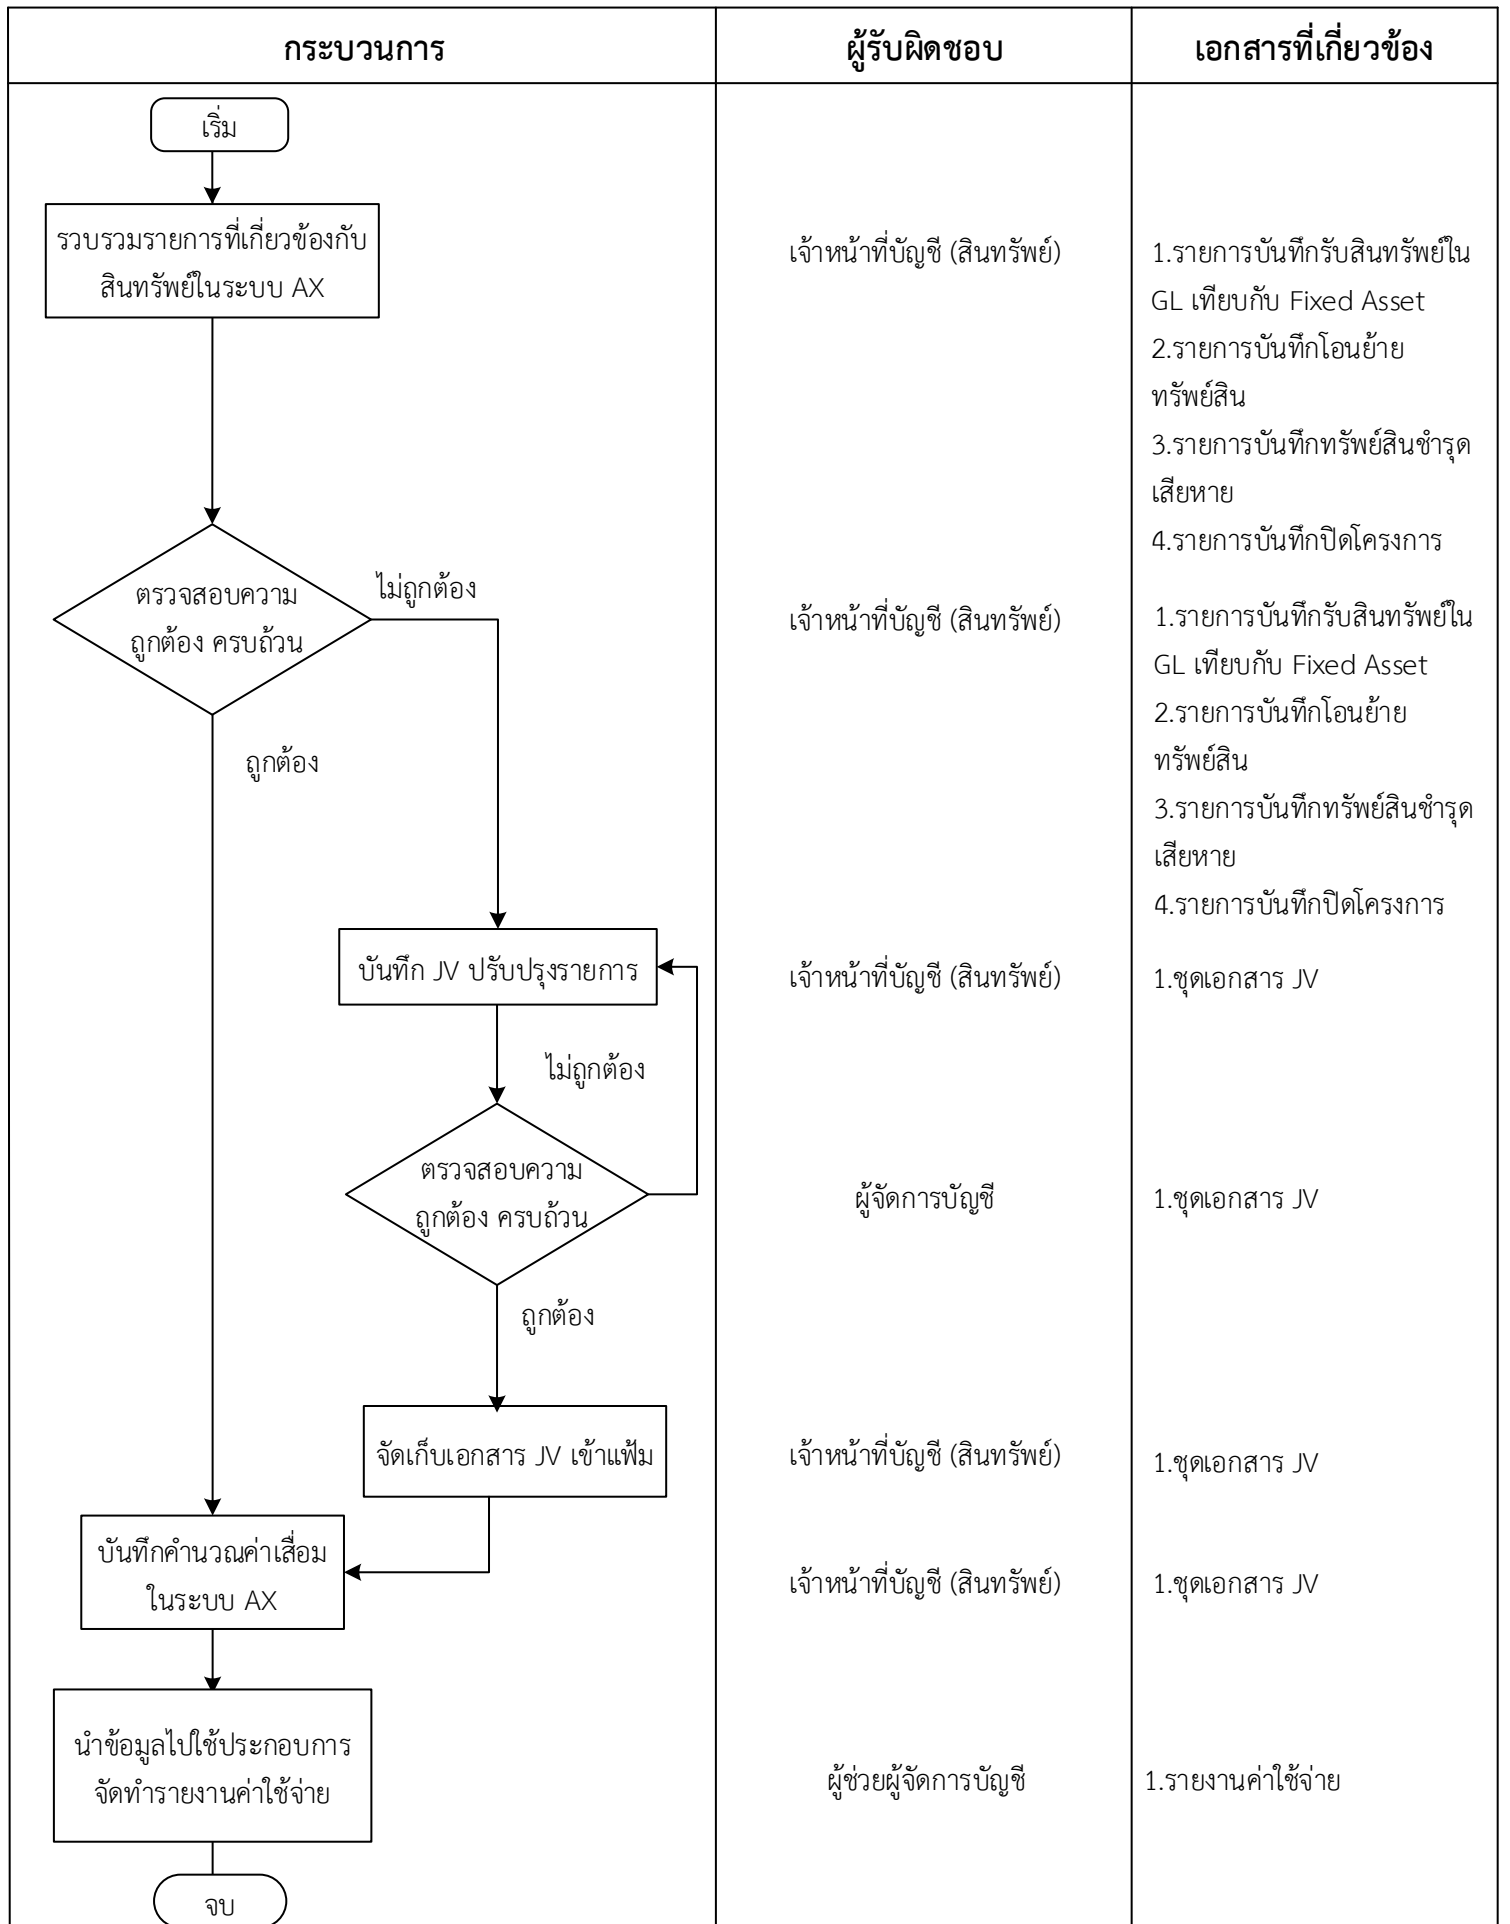 กระบวนการ
ผู้รับผิดชอบ
เอกสารที่เกี่ยวข้อง
เริ่ม
รวบรวมรายการที่เกี่ยวข้องกับ
สินทรัพย์ในระบบ AX
เจ้าหน้าที่บัญชี (สินทรัพย์)
1.รายการบันทึกรับสินทรัพย์ใน
GL เทียบกับ Fixed Asset
2.รายการบันทึกโอนย้าย
ทรัพย์สิน
3.รายการบันทึกทรัพย์สินชำรุด
เสียหาย
4.รายการบันทึกปิดโครงการ
ตรวจสอบความ
ถูกต้อง ครบถ้วน
ไม่ถูกต้อง
ถูกต้อง
เจ้าหน้าที่บัญชี (สินทรัพย์)
1.รายการบันทึกรับสินทรัพย์ใน
GL เทียบกับ Fixed Asset
2.รายการบันทึกโอนย้าย
ทรัพย์สิน
3.รายการบันทึกทรัพย์สินชำรุด
เสียหาย
4.รายการบันทึกปิดโครงการ
บันทึก JV ปรับปรุงรายการ
เจ้าหน้าที่บัญชี (สินทรัพย์)
1.ชุดเอกสาร JV
ไม่ถูกต้อง
ตรวจสอบความ
ถูกต้อง ครบถ้วน
ผู้จัดการบัญชี
1.ชุดเอกสาร JV
ถูกต้อง
จัดเก็บเอกสาร JV เข้าแฟ้ม
เจ้าหน้าที่บัญชี (สินทรัพย์)
1.ชุดเอกสาร JV
บันทึกคำนวณค่าเสื่อม
ในระบบ AX
เจ้าหน้าที่บัญชี (สินทรัพย์)
1.ชุดเอกสาร JV
นำข้อมูลไปใช้ประกอบการ
จัดทำรายงานค่าใช้จ่าย
ผู้ช่วยผู้จัดการบัญชี
1.รายงานค่าใช้จ่าย
จบ